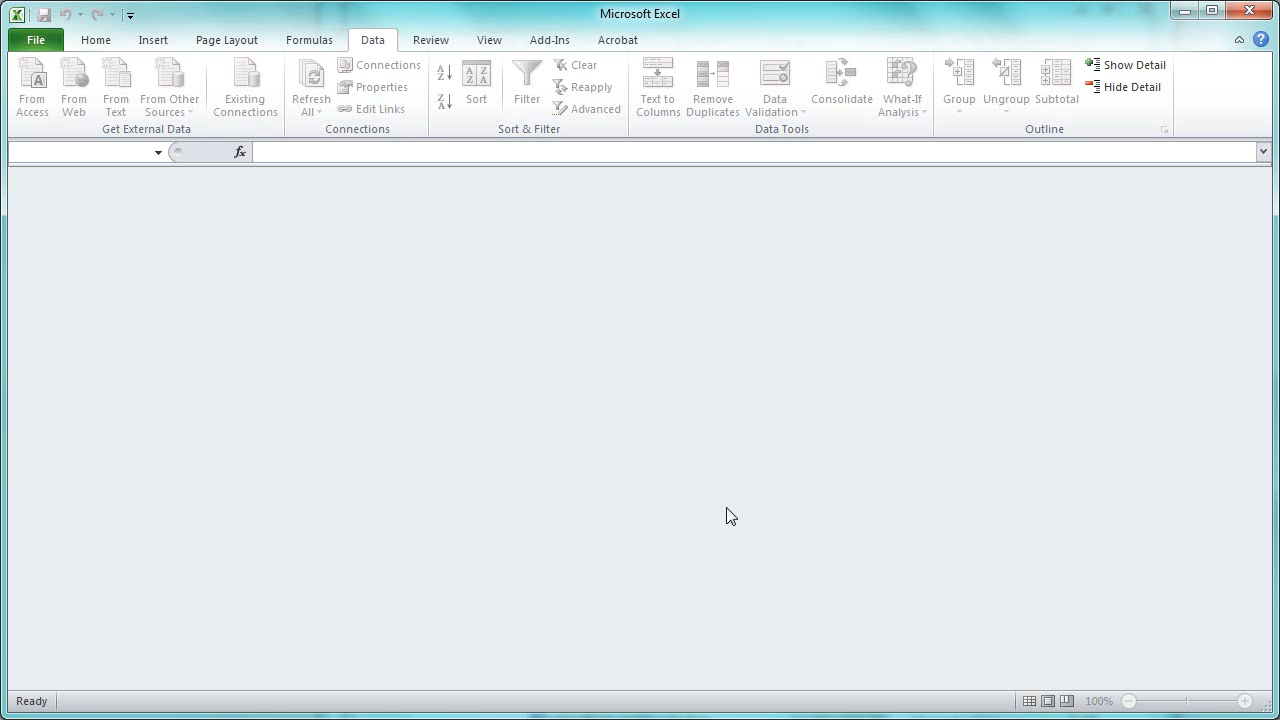 Microsoft Excel
File Home Insert Page Layout Formulas Data Review View Add-Ins Acrobat
From Access
From Web
From Text
From Other Sources
Existing Connections
Get External Data
Refresh All
Connections
Properties
Edit Links
Connections
Sort
Filter
Clear
Reapply
Advanced
Sort & Filter
Text to Columns
Remove Duplicates
Data Validation
Consolidate
What-If Analysis
Data Tools
Group
Ungroup
Subtotal
Show Detail
Hide Detail
Outline
fx
Ready
100%